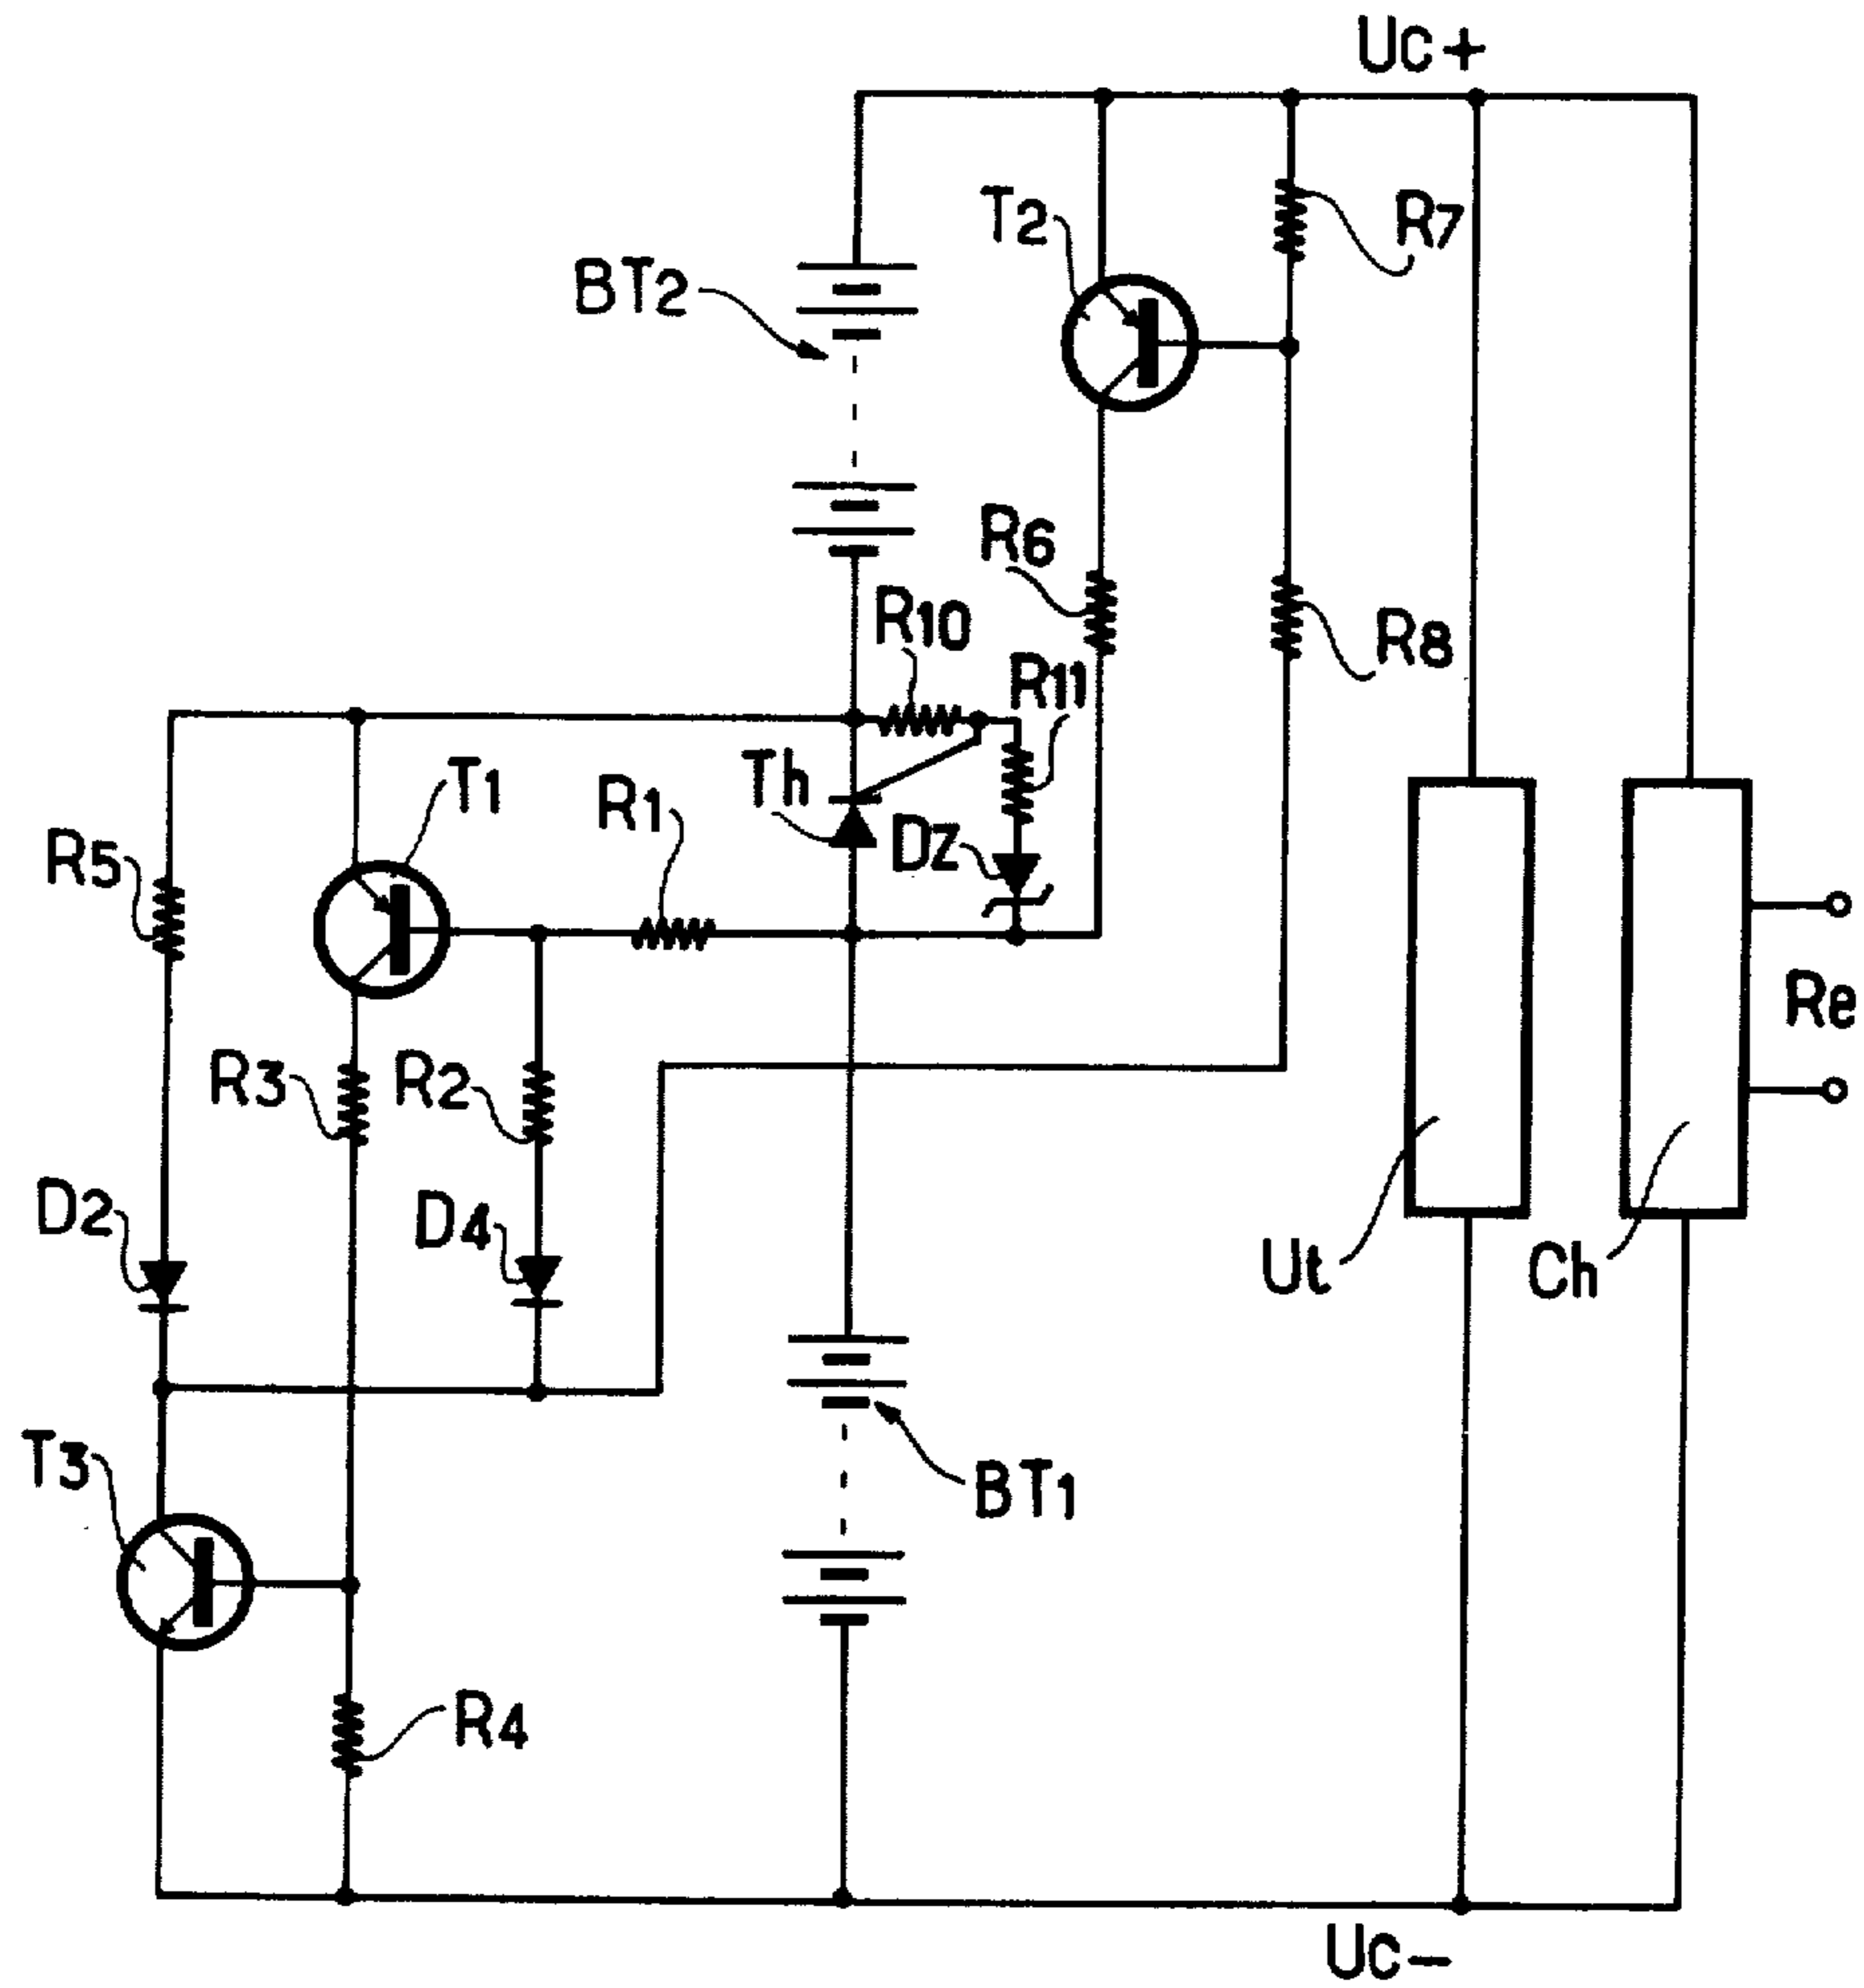 Uc+
T2
R7
BT2
R6
R10
R8
R11
T1
Th
R1
Dz
R5
Re
R3
R2
D2
D4
Ut
Ch
T3
BT1
R4
Uc-